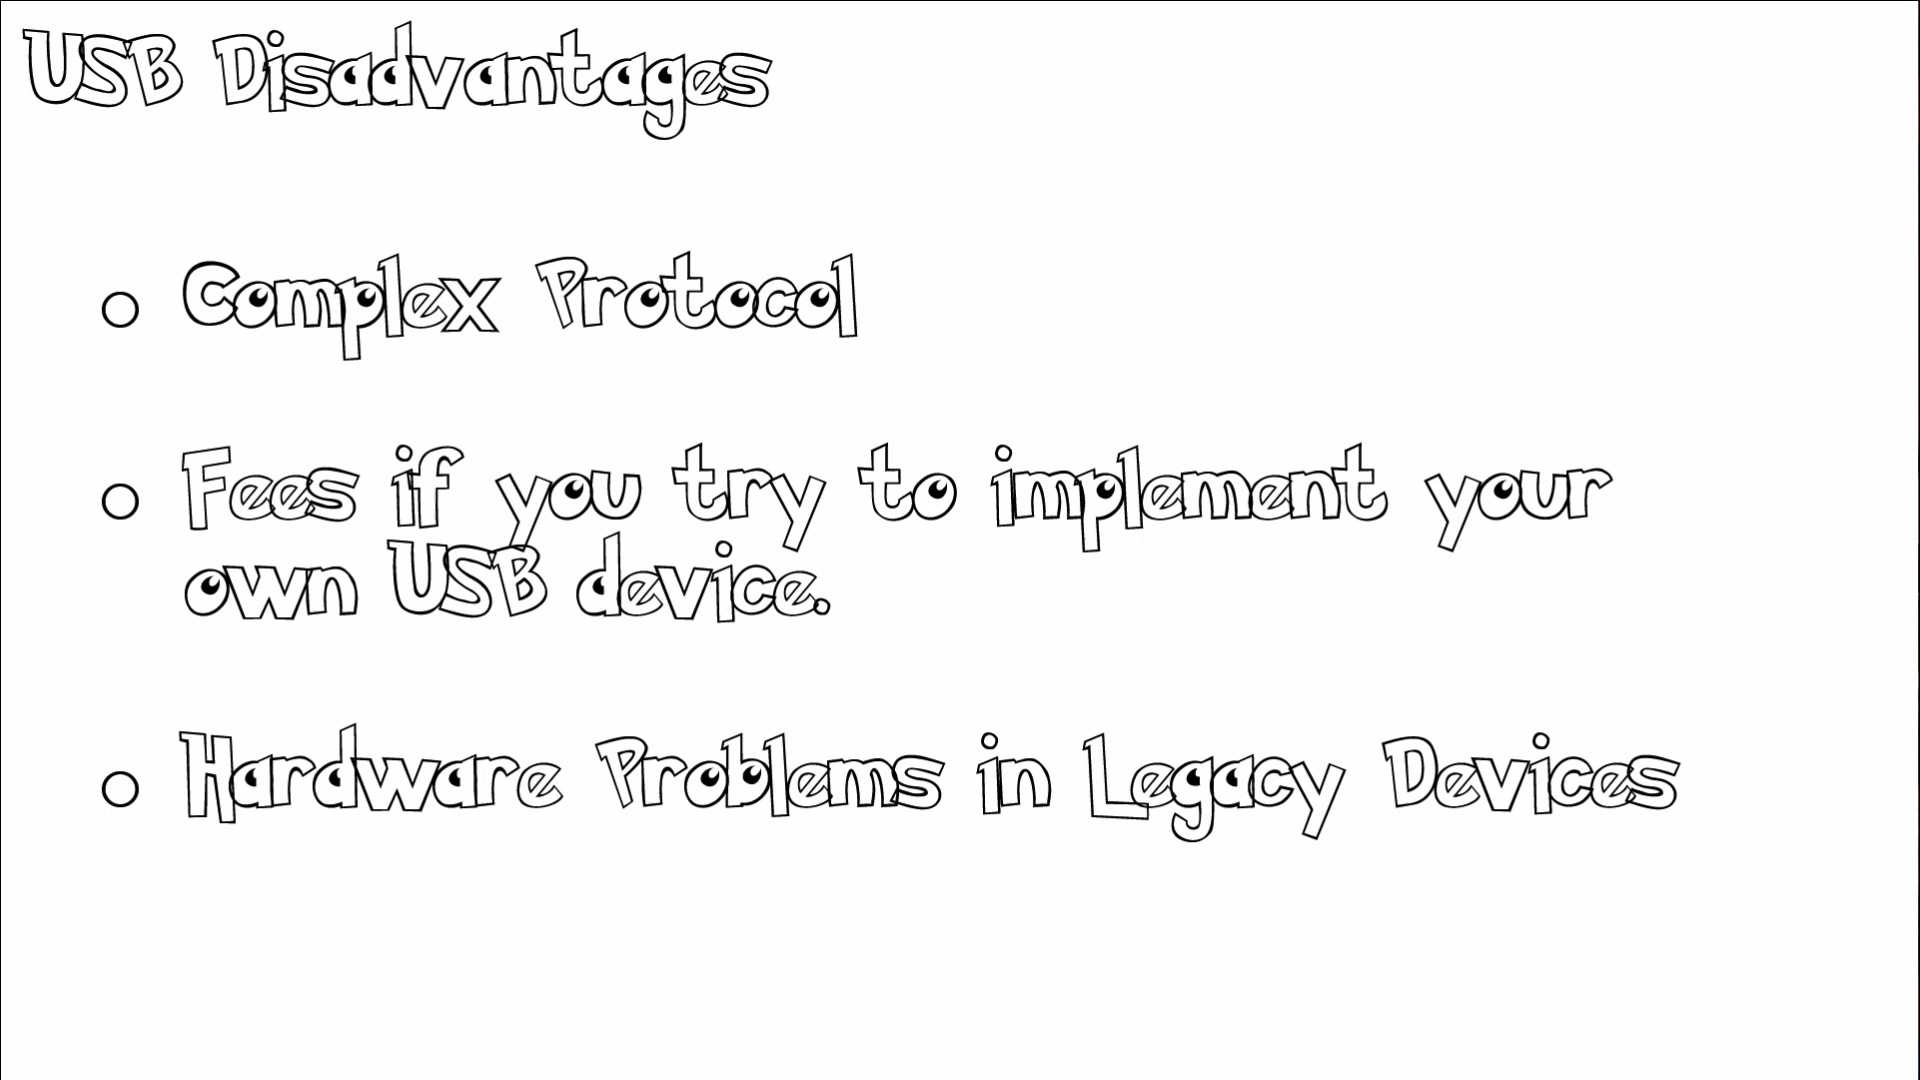 USB Disadvantages
Complex Protocol
Fees if you try to implement your
own USB device.
Hardware Problems in Legacy Devices